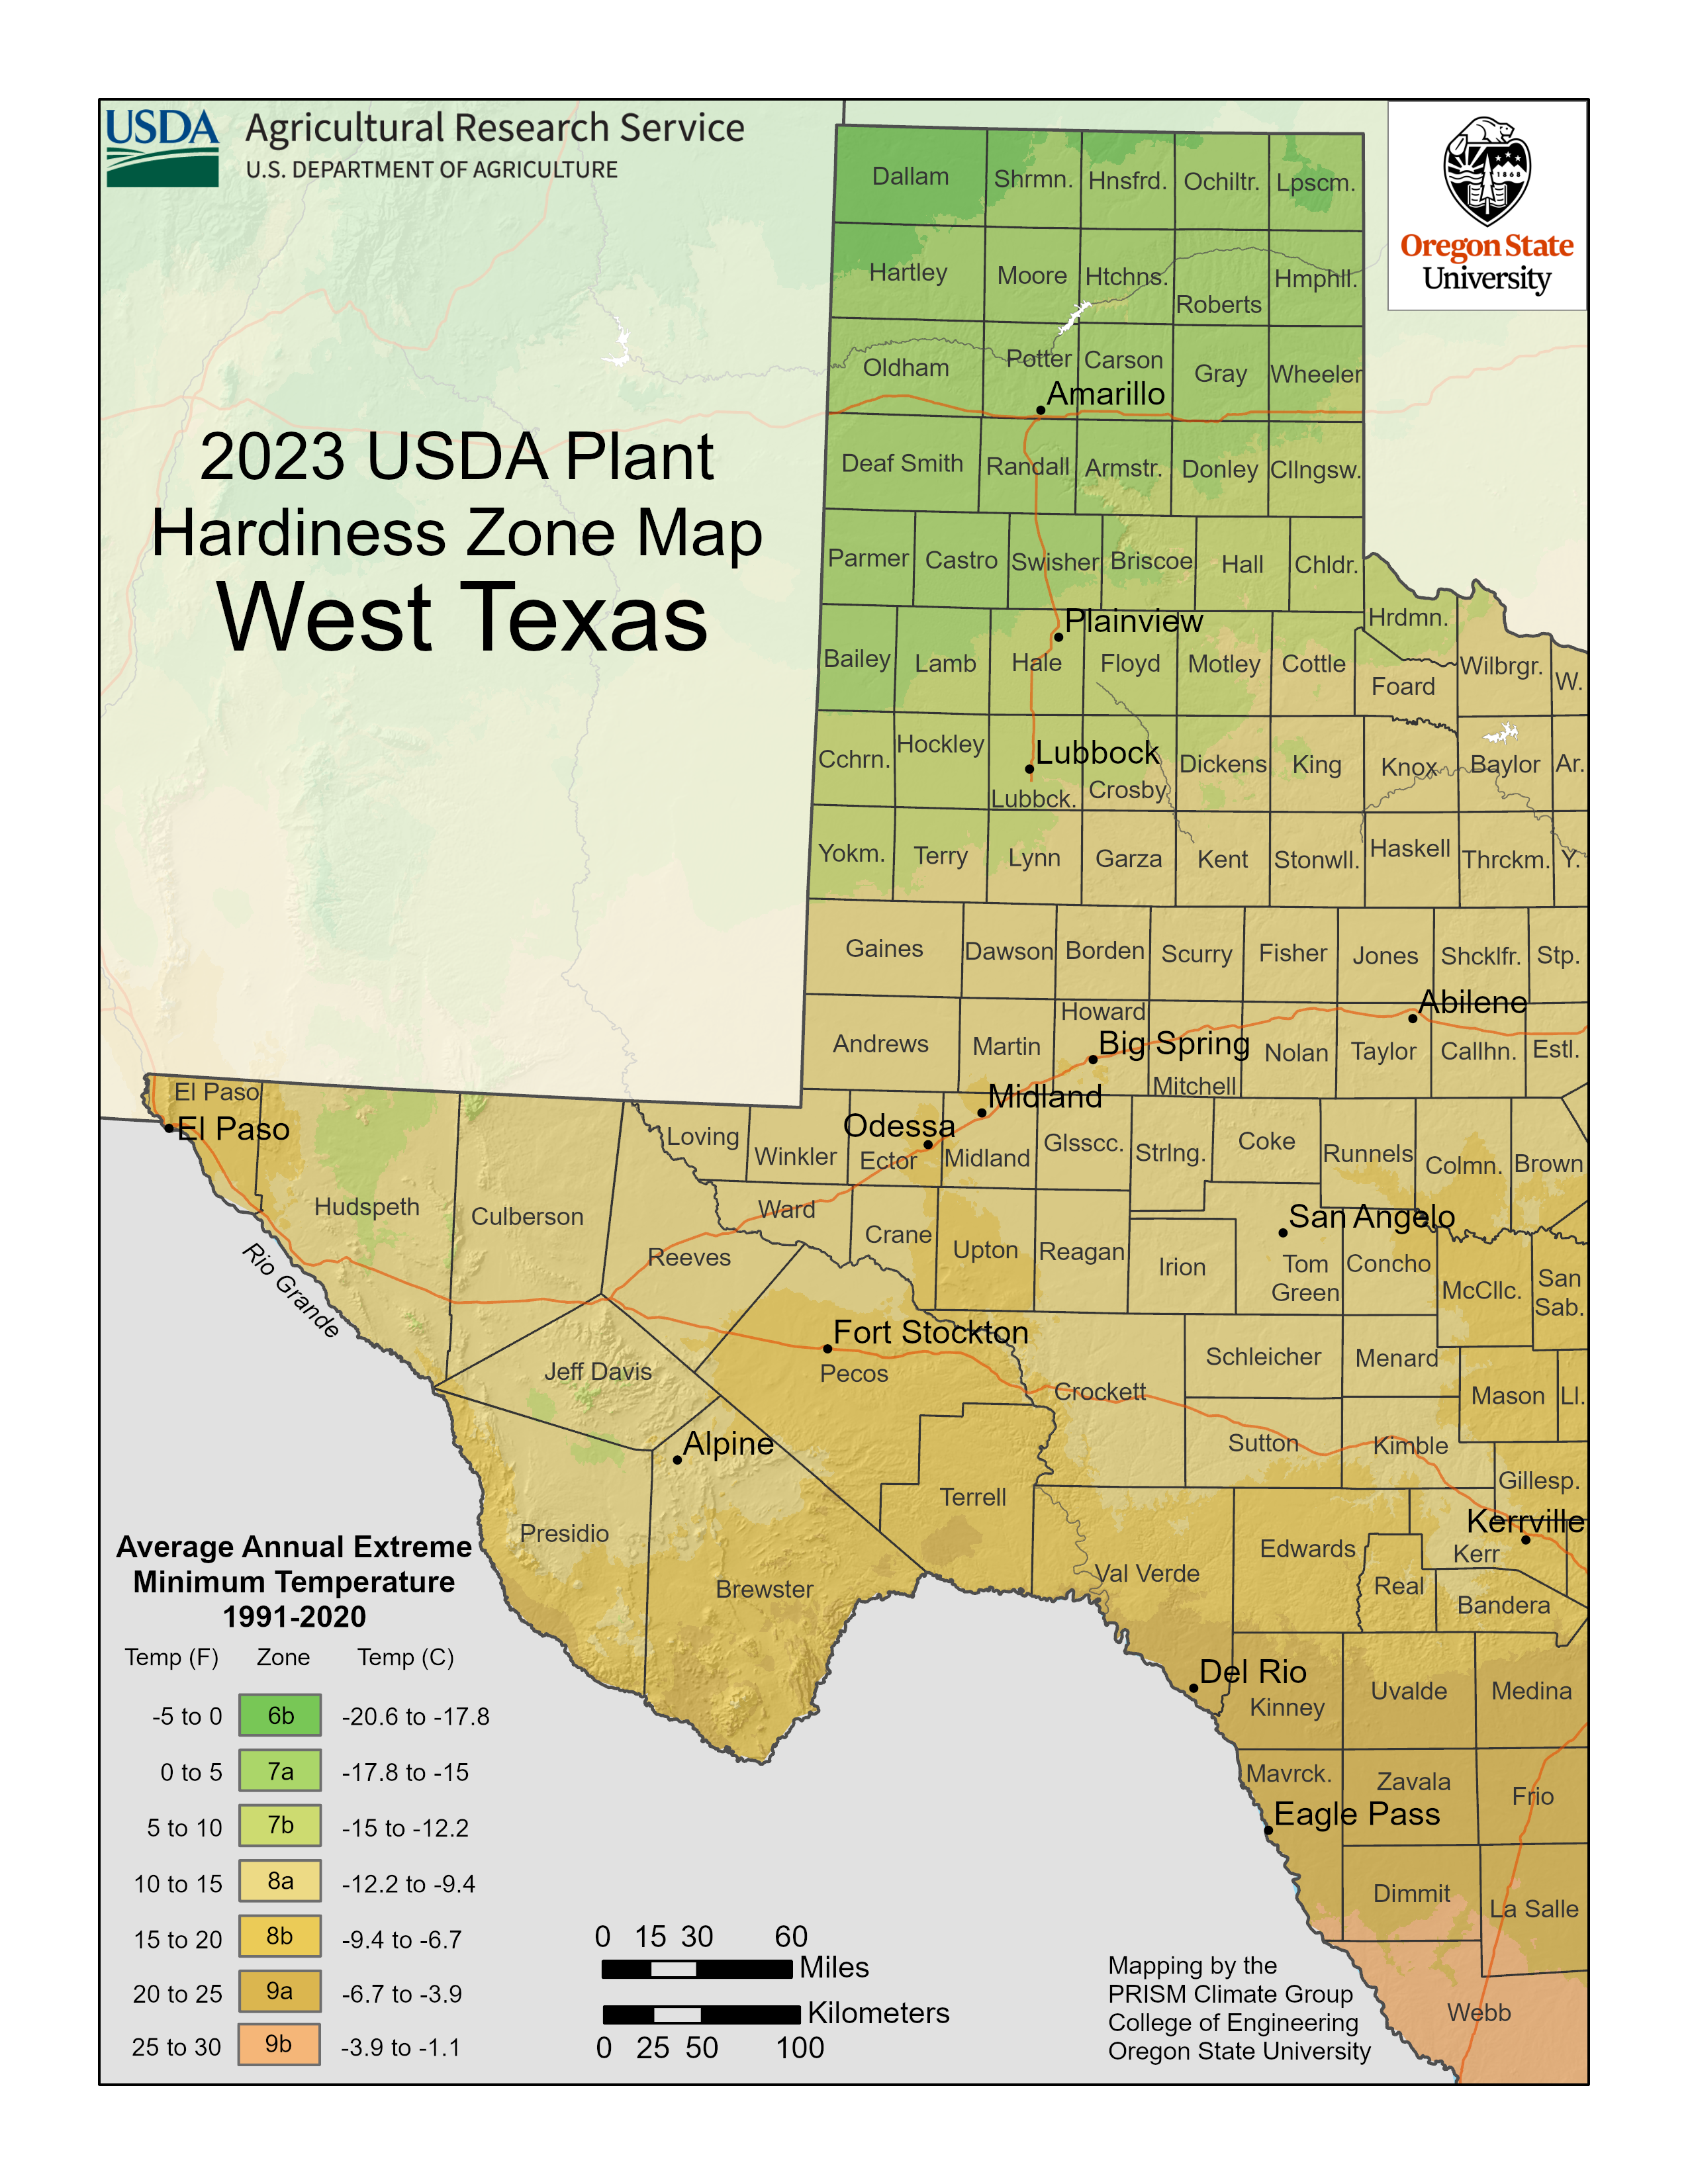 USDA
Agricultural Research Service
U.S. DEPARTMENT OF AGRICULTURE
1868
Oregon State
University
2023 USDA Plant
Hardiness Zone Map
West Texas
Dallam
Shrmn.
Hnsfrd.
Ochiltr.
Lpscm.
Hartley
Moore
Htchns.
Roberts
Hmphll.
Oldham
Potter
Carson
Gray
Wheeler
Amarillo
Deaf Smith
Randall
Armstr.
Donley
Cllngsw.
Parmer
Castro
Swisher
Briscoe
Hall
Chldr.
Hrdmn.
Plainview
Bailey
Lamb
Hale
Floyd
Motley
Cottle
Foard
Wilbrgr.
W.
Cchrn.
Hockley
Lubbock
Lubbck.
Crosby
Dickens
King
Knox
Baylor
Ar.
Yokm.
Terry
Lynn
Garza
Kent
Stonwll.
Haskell
Thrckm.
Y.
Gaines
Dawson
Borden
Scurry
Fisher
Jones
Shcklfr.
Stp.
Andrews
Martin
Howard
Big Spring
Mitchell
Nolan
Taylor
Abilene
Callhn.
Estl.
El Paso
El Paso
Hudspeth
Culberson
Reeves
Loving
Winkler
Odessa
Ector
Midland
Midland
Glsscc.
Strlng.
Coke
Runnels
Colmn.
Brown
Ward
Crane
Upton
Reagan
Irion
San Angelo
Tom
Green
Concho
McCllc.
San
Sab.
Rio Grande
Jeff Davis
Fort Stockton
Pecos
Crockett
Schleicher
Menard
Mason
Ll.
Alpine
Sutton
Kimble
Gillesp.
Presidio
Brewster
Terrell
Val Verde
Edwards
Kerrville
Kerr
Real
Bandera
Del Rio
Kinney
Uvalde
Medina
Mavrck.
Zavala
Frio
Eagle Pass
Dimmit
La Salle
Webb
Average Annual Extreme
Minimum Temperature
1991-2020
Temp (F) Zone Temp (C)
-5 to 0 6b -20.6 to -17.8
0 to 5 7a -17.8 to -15
5 to 10 7b -15 to -12.2
10 to 15 8a -12.2 to -9.4
15 to 20 8b -9.4 to -6.7
20 to 25 9a -6.7 to -3.9
25 to 30 9b -3.9 to -1.1
0 15 30 60
Miles
Kilometers
0 25 50 100
Mapping by the
PRISM Climate Group
College of Engineering
Oregon State University